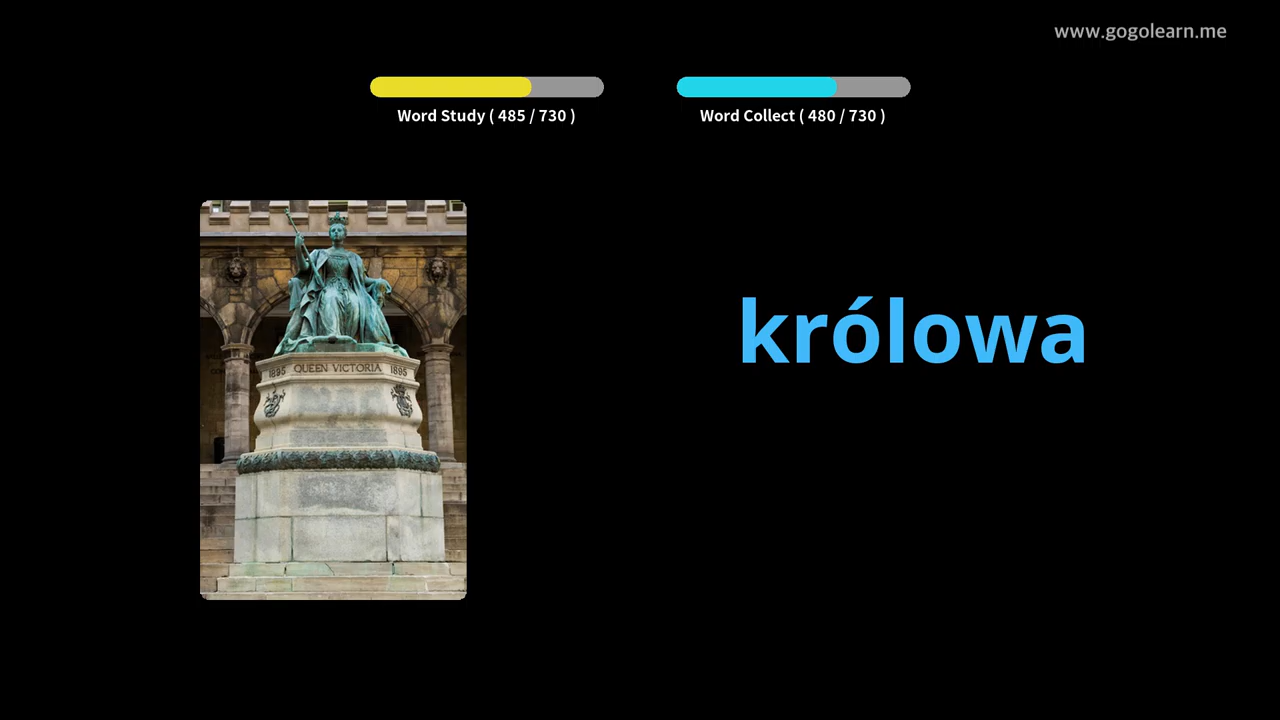 www.gogolearn.me
Word Study ( 485 / 730 )
Word Collect ( 480 / 730 )
królowa
1895 QUEEN VICTORIA 1895